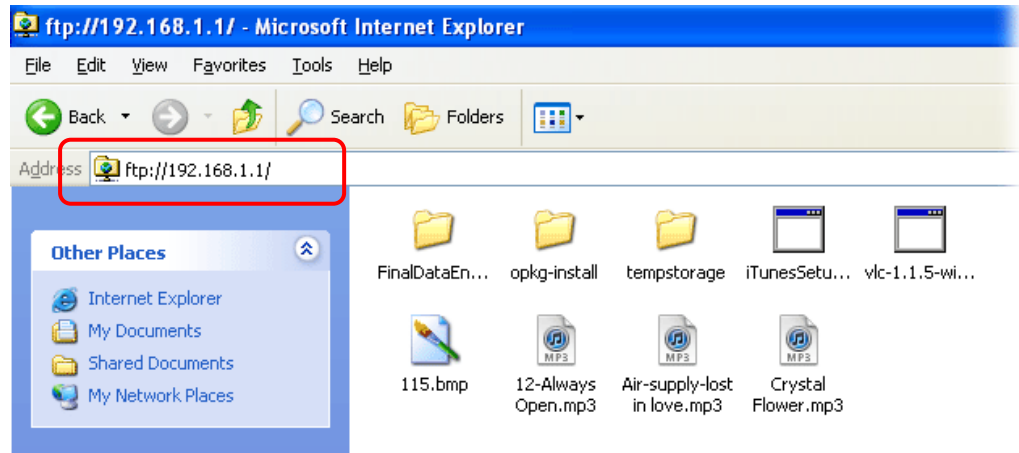 ftp://192.168.1.1/ - Microsoft Internet Explorer
File Edit View Favorites Tools Help
Back Search Folders
Address ftp://192.168.1.1/
Other Places
Internet Explorer
My Documents
Shared Documents
My Network Places
FinalDataEn... opkg-install tempstorage iTunesSetu... vlc-1.1.5-wi...
MP3 MP3 MP3
115.bmp 12-Always Air-supply-lost Crystal
Open.mp3 in love.mp3 Flower.mp3